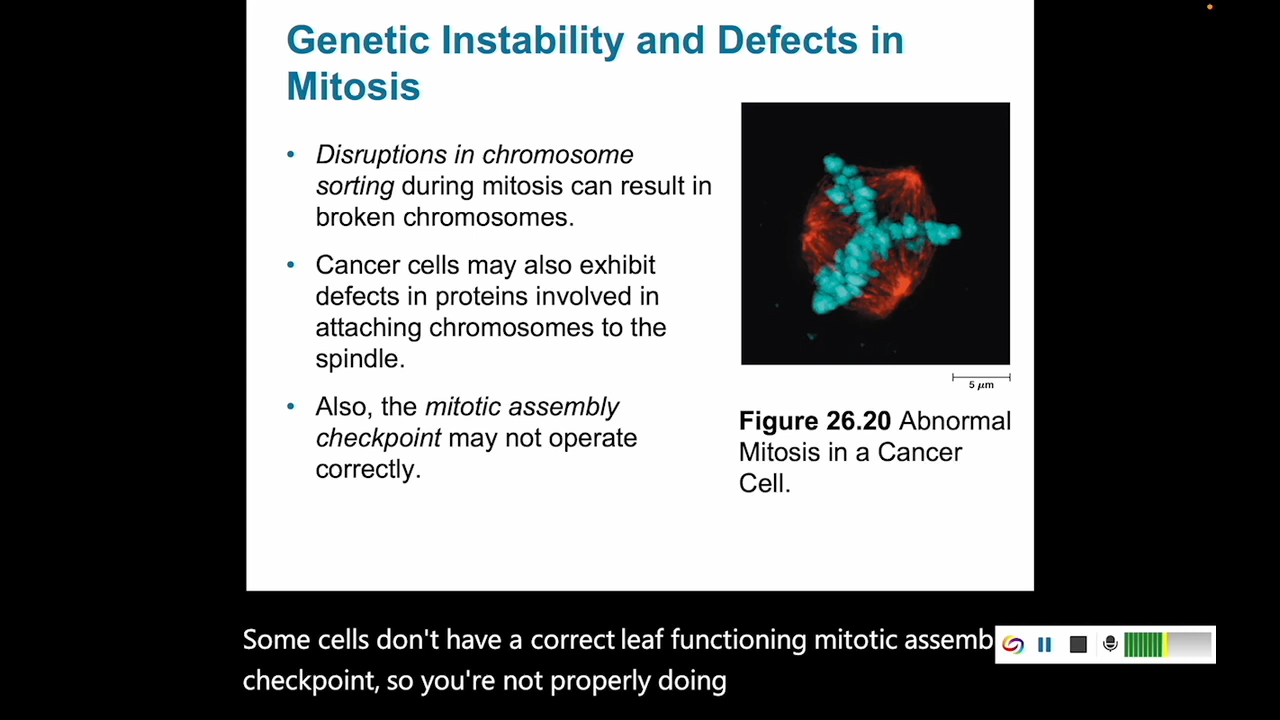 Genetic Instability and Defects in
Mitosis
• Disruptions in chromosome
sorting during mitosis can result in
broken chromosomes.
• Cancer cells may also exhibit
defects in proteins involved in
attaching chromosomes to the
spindle.
• Also, the mitotic assembly
checkpoint may not operate
correctly.
5 μm
Figure 26.20 Abnormal
Mitosis in a Cancer
Cell.
Some cells don't have a correct leaf functioning mitotic assemb
checkpoint, so you're not properly doing